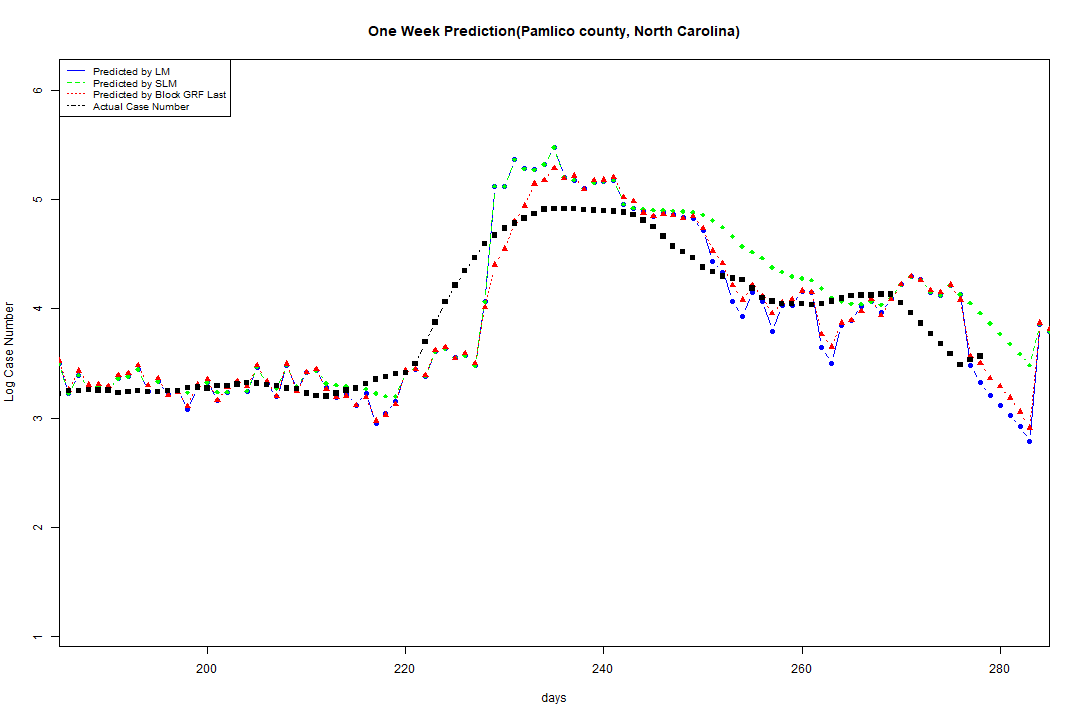 One Week Prediction(Pamlico county, North Carolina)
Predicted by LM
Predicted by SLM
Predicted by Block GRF Last
Actual Case Number
6
5
4
3
2
1
Log Case Number
200 220 240 260 280
days